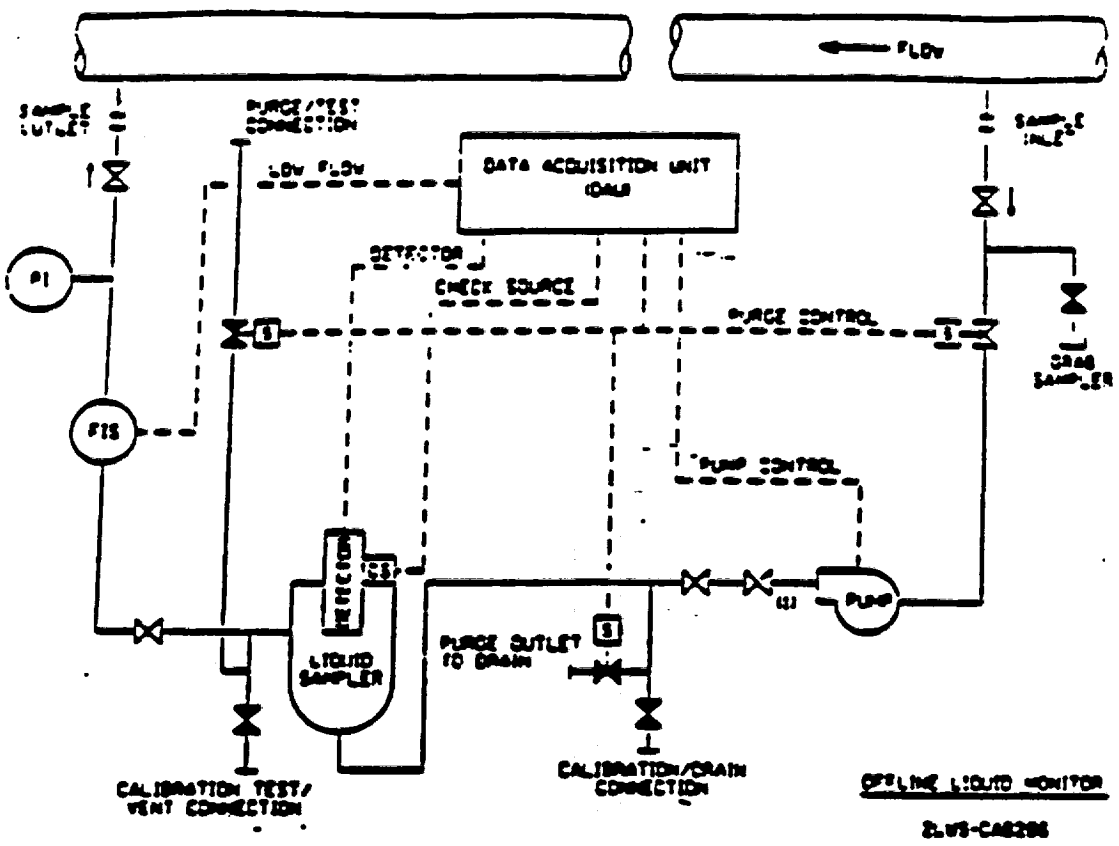 FLOW
SAMPLE
OUTLET
PURGE/TEST
CONNECTION
SAMPLE
INLET
LOW FLOW
DATA ACQUISITION UNIT
(DAU)
DETECTOR
PI
CHECK SOURCE
PURGE CONTROL
S
S
GRAB
SAMPLER
FIS
PUMP CONTROL
DETECTION
CS
PUMP
S
PURGE OUTLET
TO DRAIN
LIQUID
SAMPLER
CALIBRATION TEST/
VENT CONNECTION
CALIBRATION/DRAIN
CONNECTION
OFFLINE LIQUID MONITOR